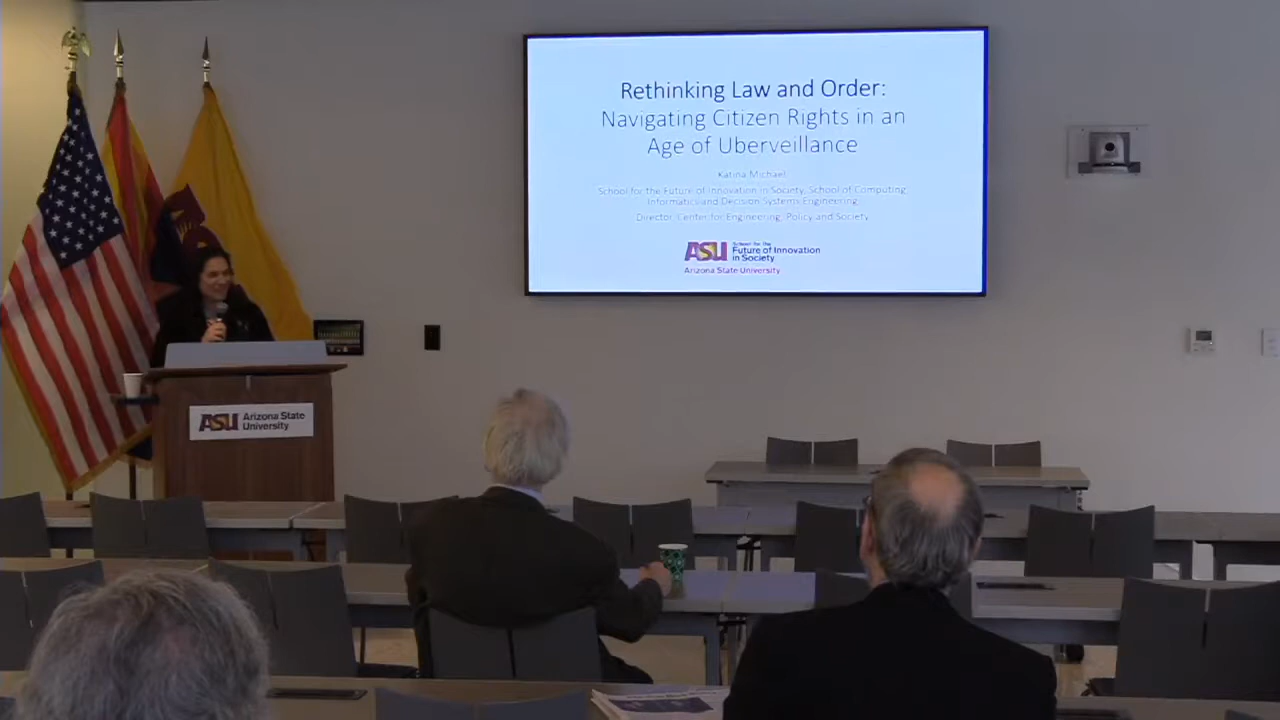 Rethinking Law and Order:
Navigating Citizen Rights in an
Age of Uberveillance
Katina Michael
School for the Future of Innovation in Society, School of Computing,
Informatics and Decision Systems Engineering
Director, Center for Engineering, Policy and Society
ASU School for the
Future of Innovation
in Society
Arizona State University
ASU Arizona State
University